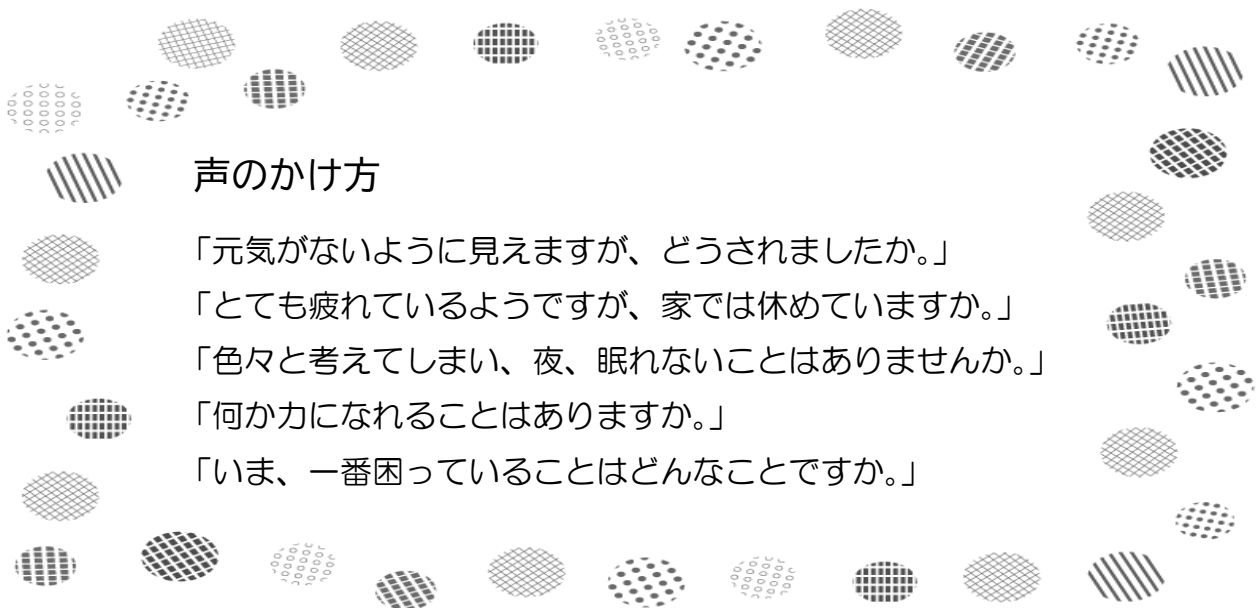 声のかけ方
「元気がないように見えますが、どうされましたか。」
「とても疲れているようですが、家では休めていますか。」
「色々と考えてしまい、夜、眠れないことはありませんか。」
「何か力になれることはありますか。」
「いま、一番困っていることはどんなことですか。」